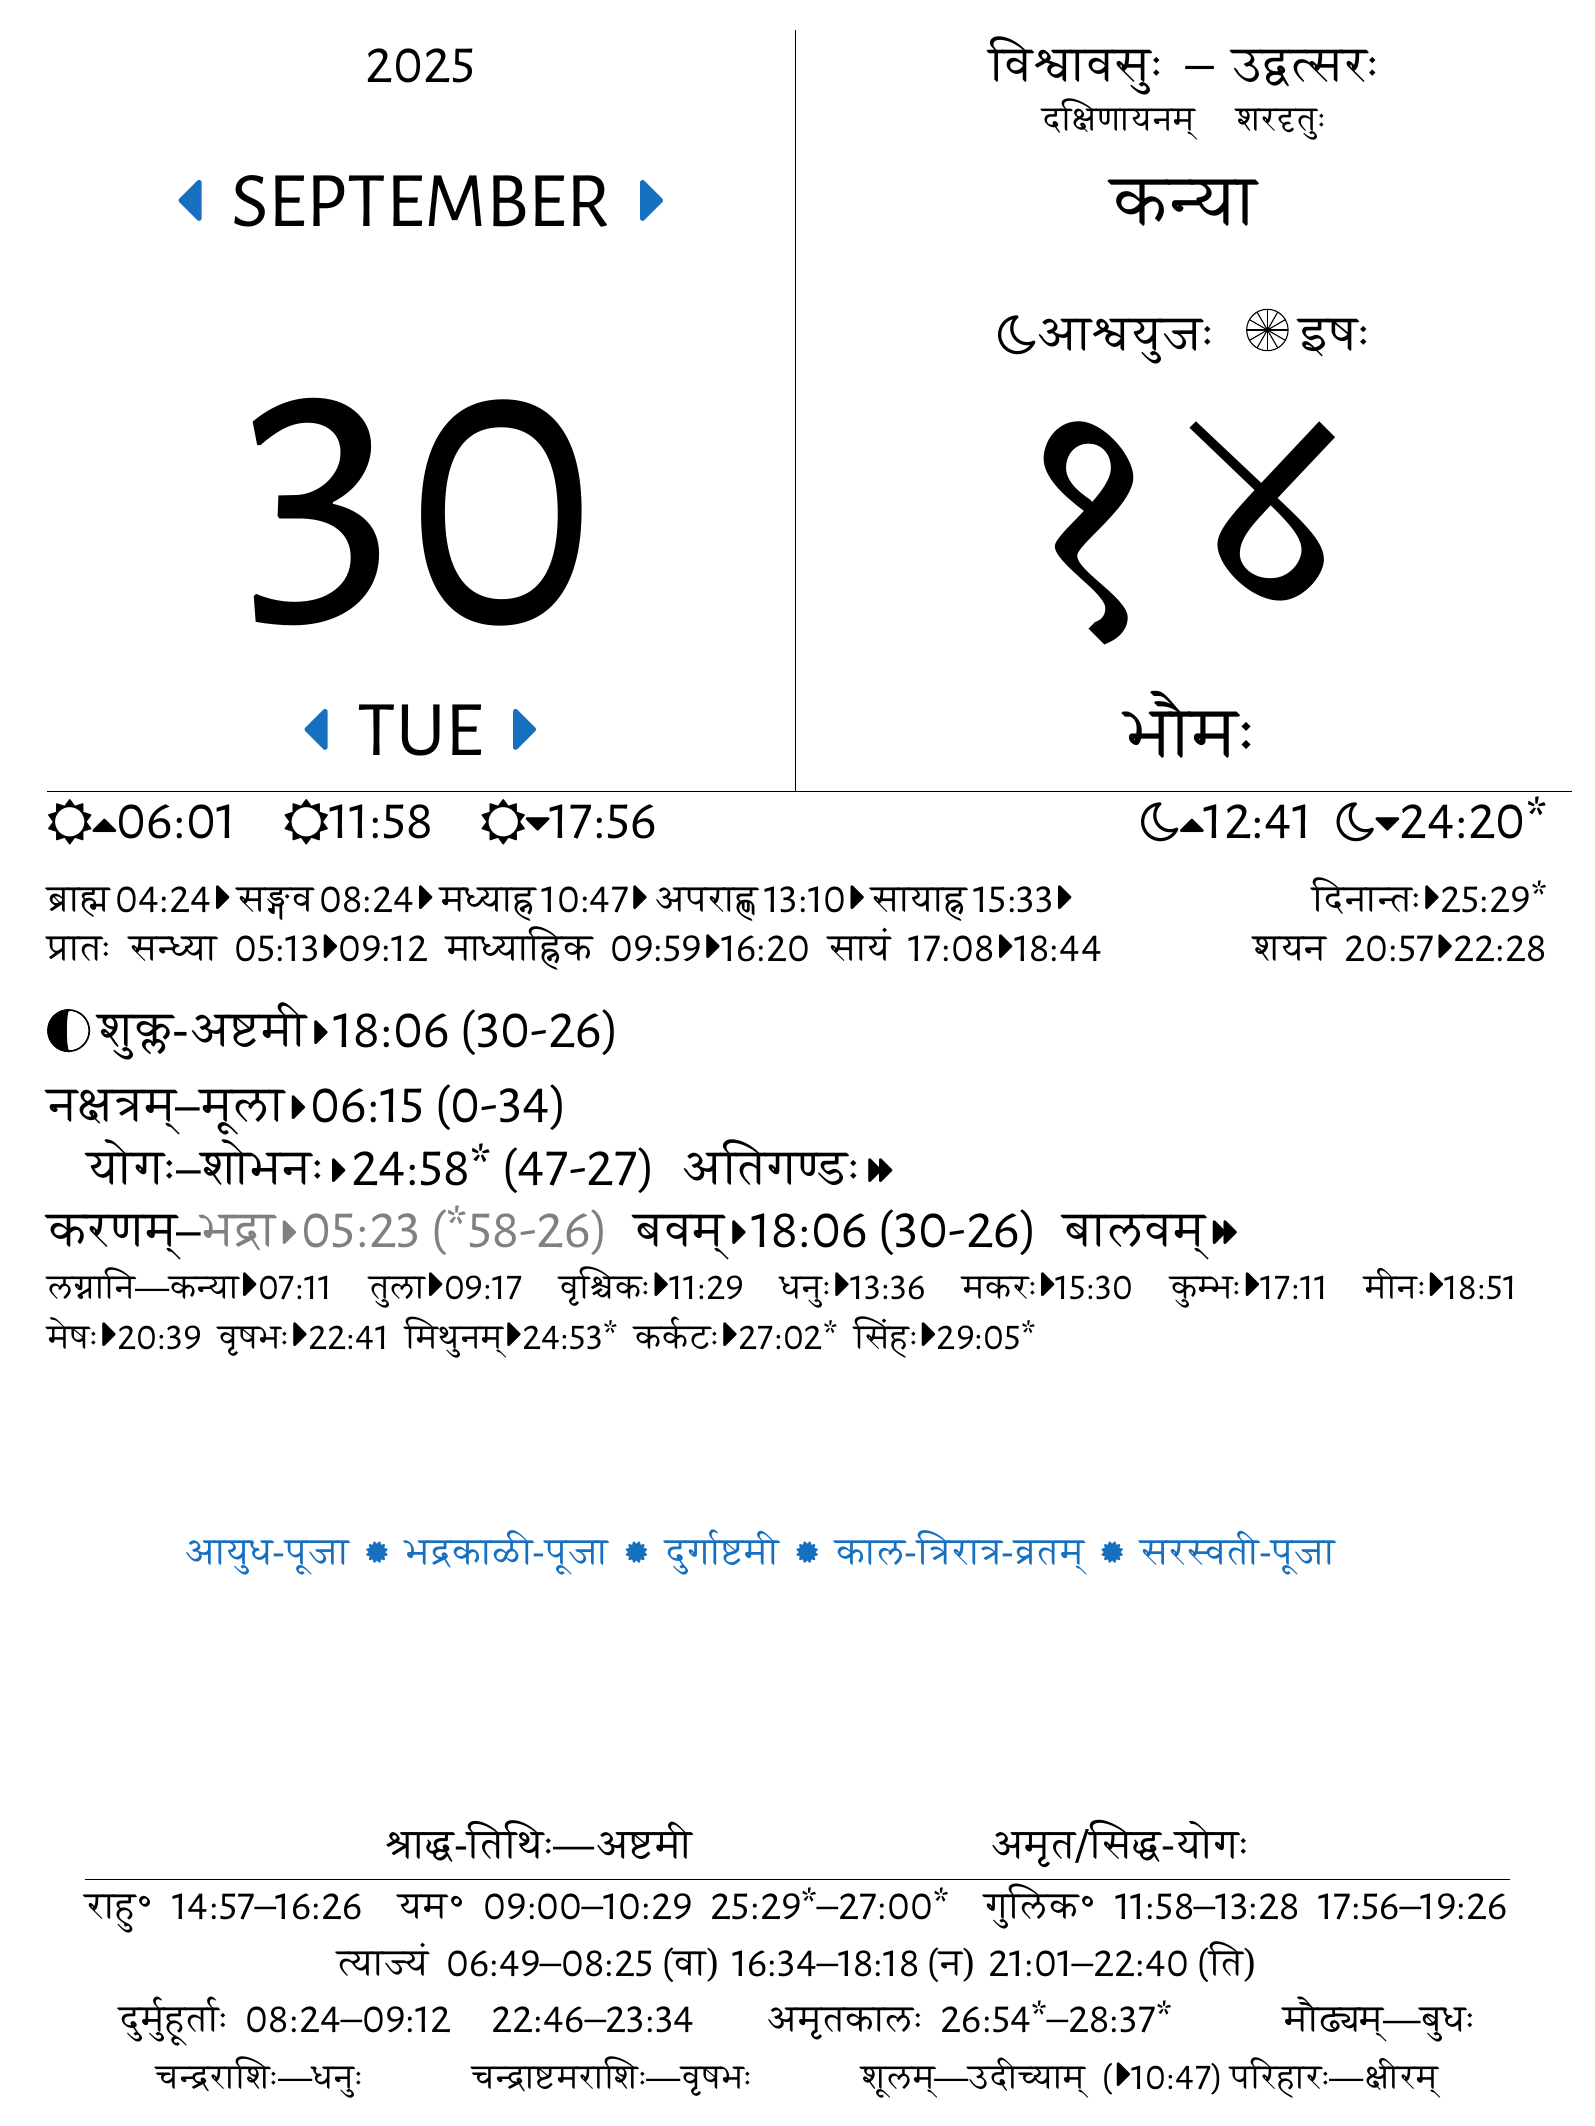 2025
विश्वावसुः – उद्वत्सरः
दक्षिणायनम् शरदृतुः
SEPTEMBER
कन्या
आश्वयुजः इषः
30
१४
TUE
भौमः
06:01 11:58 17:56 12:41 24:20*
ब्राह्म 04:24 सङ्गव 08:24 मध्याह्न 10:47 अपराह्ण 13:10 सायाह्न 15:33 दिनान्तः 25:29*
प्रातः सन्ध्या 05:13 09:12 माध्याह्निक 09:59 16:20 सायं 17:08 18:44 शयन 20:57 22:28
शुक्ल-अष्टमी 18:06 (30-26)
नक्षत्रम्–मूला 06:15 (0-34)
योगः–शोभनः 24:58* (47-27) अतिगण्डः
करणम्–भद्रा 05:23 (*58-26) बवम् 18:06 (30-26) बालवम्
लग्नानि—कन्या 07:11 तुला 09:17 वृश्चिकः 11:29 धनुः 13:36 मकरः 15:30 कुम्भः 17:11 मीनः 18:51
मेषः 20:39 वृषभः 22:41 मिथुनम् 24:53* कर्कटः 27:02* सिंहः 29:05*
आयुध-पूजा ✹ भद्रकाळी-पूजा ✹ दुर्गाष्टमी ✹ काल-त्रिरात्र-व्रतम् ✹ सरस्वती-पूजा
श्राद्ध-तिथिः—अष्टमी अमृत/सिद्ध-योगः
राहु॰ 14:57–16:26 यम॰ 09:00–10:29 25:29*–27:00* गुलिक॰ 11:58–13:28 17:56–19:26
त्याज्यं 06:49–08:25 (वा) 16:34–18:18 (न) 21:01–22:40 (ति)
दुर्मुहूर्ताः 08:24–09:12 22:46–23:34 अमृतकालः 26:54*–28:37* मौढ्यम्—बुधः
चन्द्रराशिः—धनुः चन्द्राष्टमराशिः—वृषभः शूलम्—उदीच्याम् (10:47) परिहारः—क्षीरम्